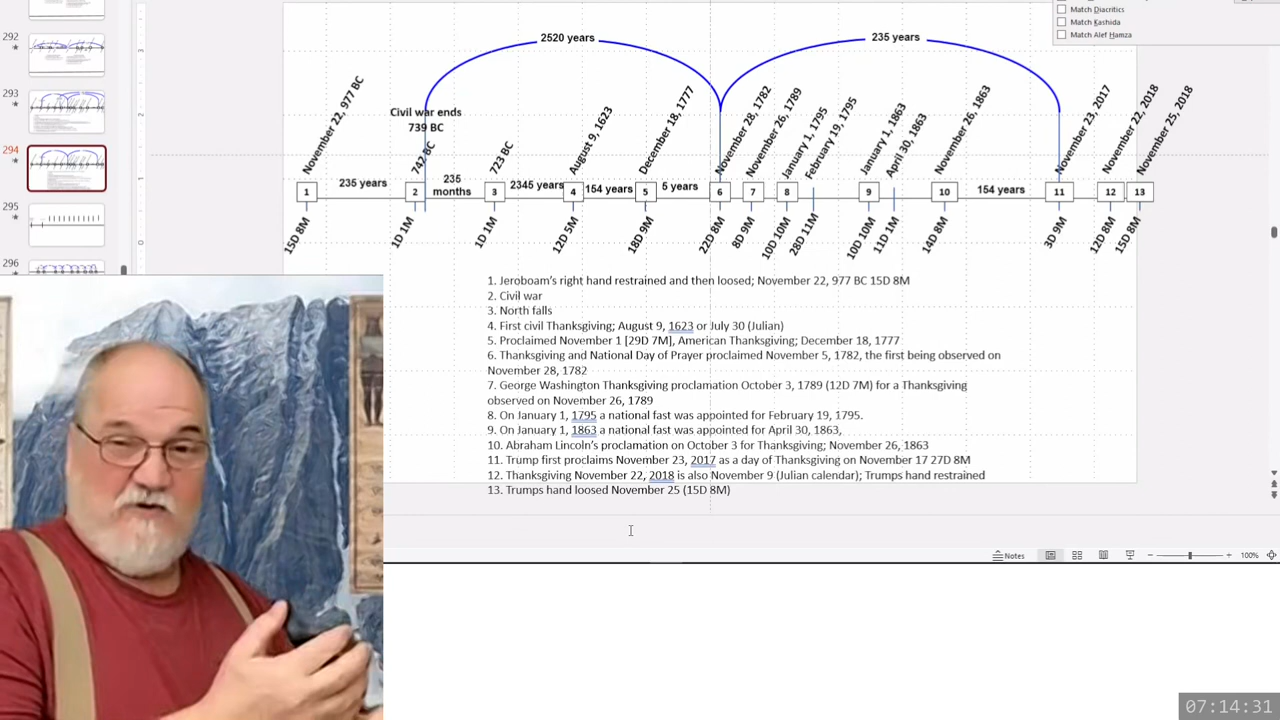 Match Diacritics
Match Kashida
Match Alef Hamza
292
293
294
295
296
3
2
1
0
2520 years
235 years
November 22, 977 BC
Civil war ends
739 BC
742 BC
723 BC
August 9, 1623
December 18, 1777
November 28, 1782
November 26, 1789
January 1, 1795
February 19, 1795
January 1, 1863
April 30, 1863
November 26, 1863
November 23, 2017
November 22, 2018
November 25, 2018
235 years
235
months
2345 years
154 years
5 years
154 years
1 2 3 4 5 6 7 8 9 10 11 12 13
15D 8M
1D 1M
1D 1M
12D 5M
18D 9M
22D 8M
8D 9M
10D 10M
28D 11M
10D 10M
11D 1M
14D 8M
3D 9M
12D 8M
15D 8M
1. Jeroboam's right hand restrained and then loosed; November 22, 977 BC 15D 8M
2. Civil war
3. North falls
4. First civil Thanksgiving; August 9, 1623 or July 30 (Julian)
5. Proclaimed November 1 [29D 7M], American Thanksgiving; December 18, 1777
6. Thanksgiving and National Day of Prayer proclaimed November 5, 1782, the first being observed on
November 28, 1782
7. George Washington Thanksgiving proclamation October 3, 1789 (12D 7M) for a Thanksgiving
observed on November 26, 1789
8. On January 1, 1795 a national fast was appointed for February 19, 1795.
9. On January 1, 1863 a national fast was appointed for April 30, 1863,
10. Abraham Lincoln's proclamation on October 3 for Thanksgiving; November 26, 1863
11. Trump first proclaims November 23, 2017 as a day of Thanksgiving on November 17 27D 8M
12. Thanksgiving November 22, 2018 is also November 9 (Julian calendar); Trumps hand restrained
13. Trumps hand loosed November 25 (15D 8M)
Notes
100%
07:14:31